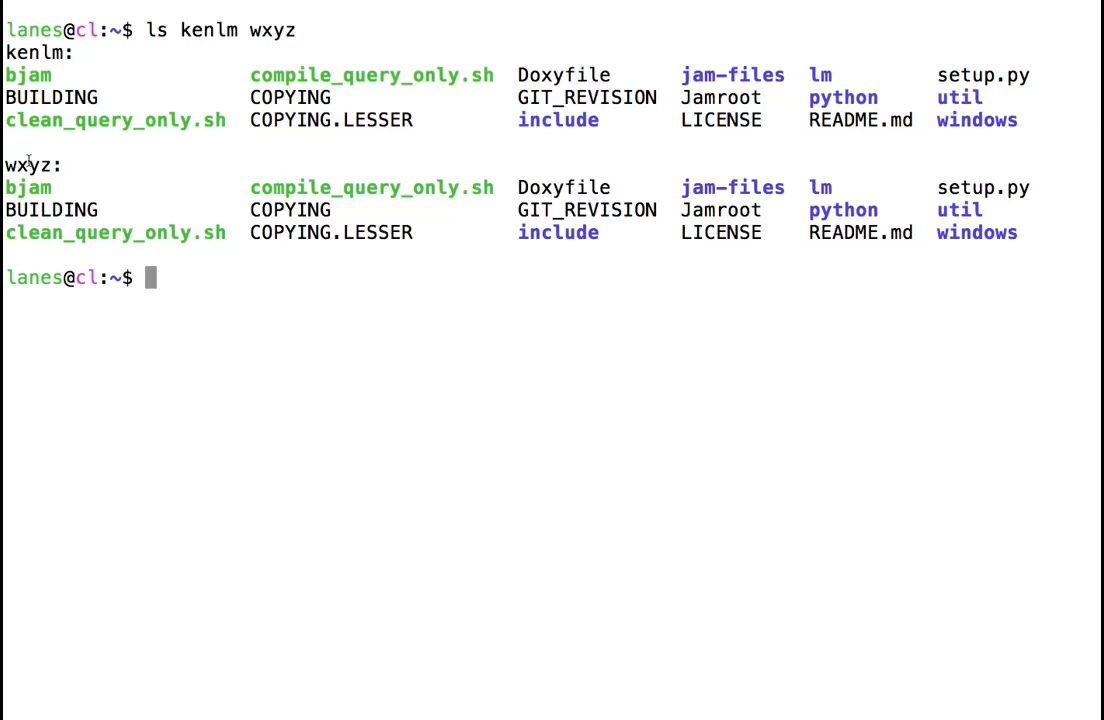 lanes@cl:~$ ls kenlm wxyz
kenlm:
bjam compile_query_only.sh Doxyfile jam-files lm setup.py
BUILDING COPYING GIT_REVISION Jamroot python util
clean_query_only.sh COPYING.LESSER include LICENSE README.md windows
wxyz:
bjam compile_query_only.sh Doxyfile jam-files lm setup.py
BUILDING COPYING GIT_REVISION Jamroot python util
clean_query_only.sh COPYING.LESSER include LICENSE README.md windows
lanes@cl:~$